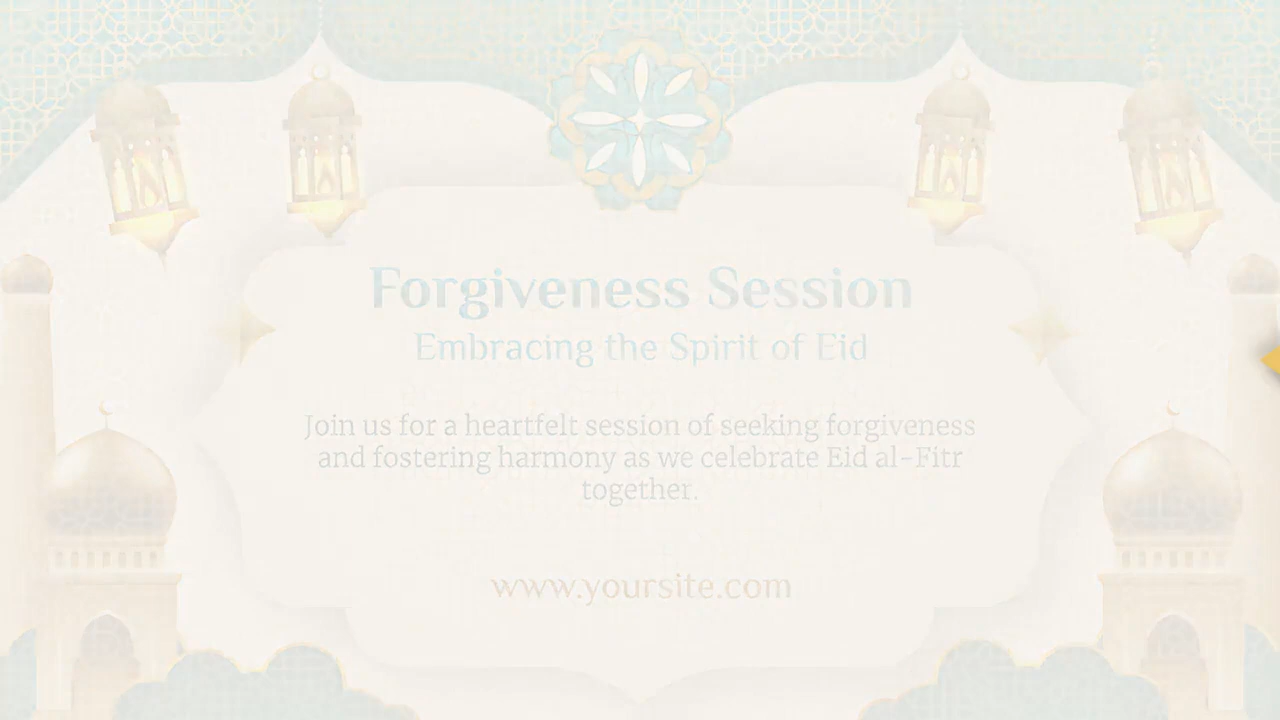 Forgiveness Session
Embracing the Spirit of Eid
Join us for a heartfelt session of seeking forgiveness
and fostering harmony as we celebrate Eid al-Fitr
together.
www.yoursite.com